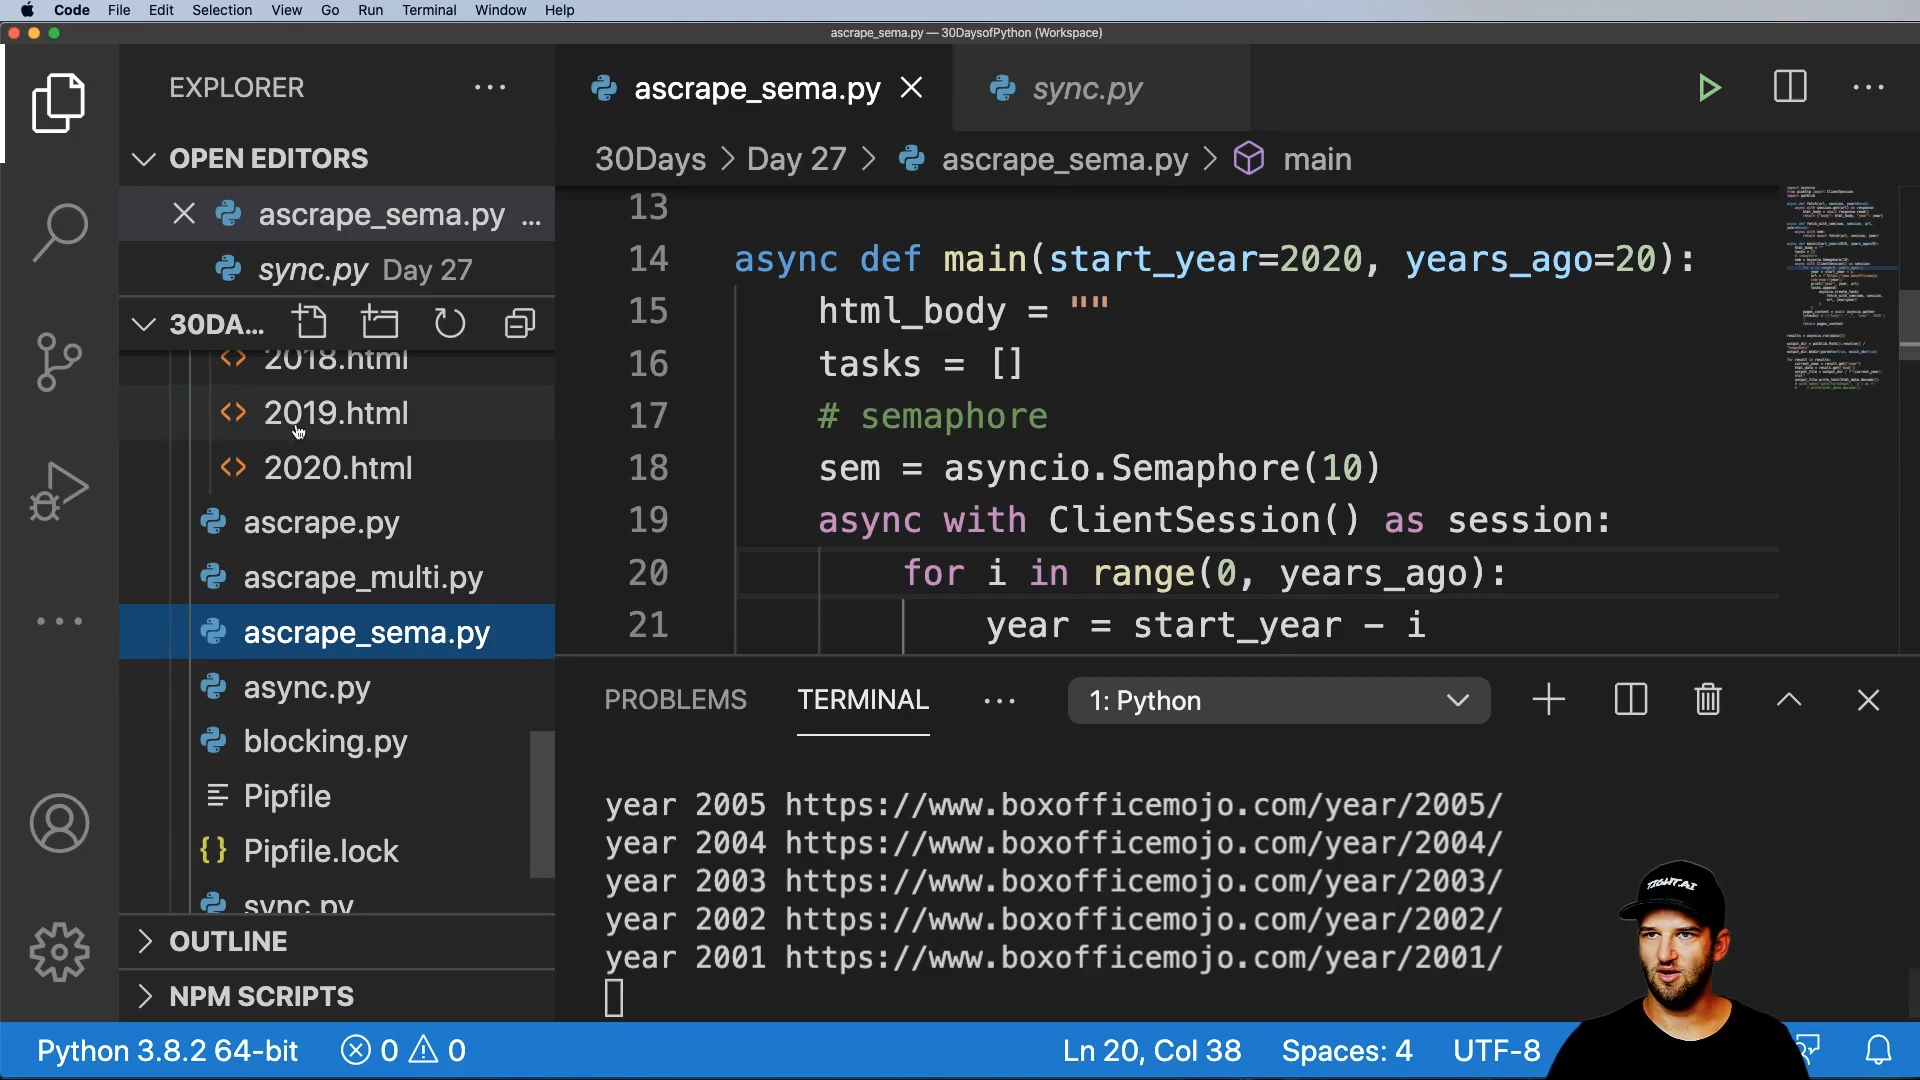 Code File Edit Selection View Go Run Terminal Window Help
ascrape_sema.py — 30DaysofPython (Workspace)
EXPLORER
OPEN EDITORS
ascrape_sema.py ...
sync.py Day 27
30DA...
2018.html
2019.html
2020.html
ascrape.py
ascrape_multi.py
ascrape_sema.py
async.py
blocking.py
Pipfile
Pipfile.lock
sync.py
OUTLINE
NPM SCRIPTS
ascrape_sema.py
sync.py
30Days > Day 27 > ascrape_sema.py > main
13
14 async def main(start_year=2020, years_ago=20):
15 html_body = ""
16 tasks = []
17 # semaphore
18 sem = asyncio.Semaphore(10)
19 async with ClientSession() as session:
20 for i in range(0, years_ago):
21 year = start_year - i
PROBLEMS TERMINAL ... 1: Python
year 2005 https://www.boxofficemojo.com/year/2005/
year 2004 https://www.boxofficemojo.com/year/2004/
year 2003 https://www.boxofficemojo.com/year/2003/
year 2002 https://www.boxofficemojo.com/year/2002/
year 2001 https://www.boxofficemojo.com/year/2001/
TIGHT.AI
Python 3.8.2 64-bit 0 0 Ln 20, Col 38 Spaces: 4 UTF-8